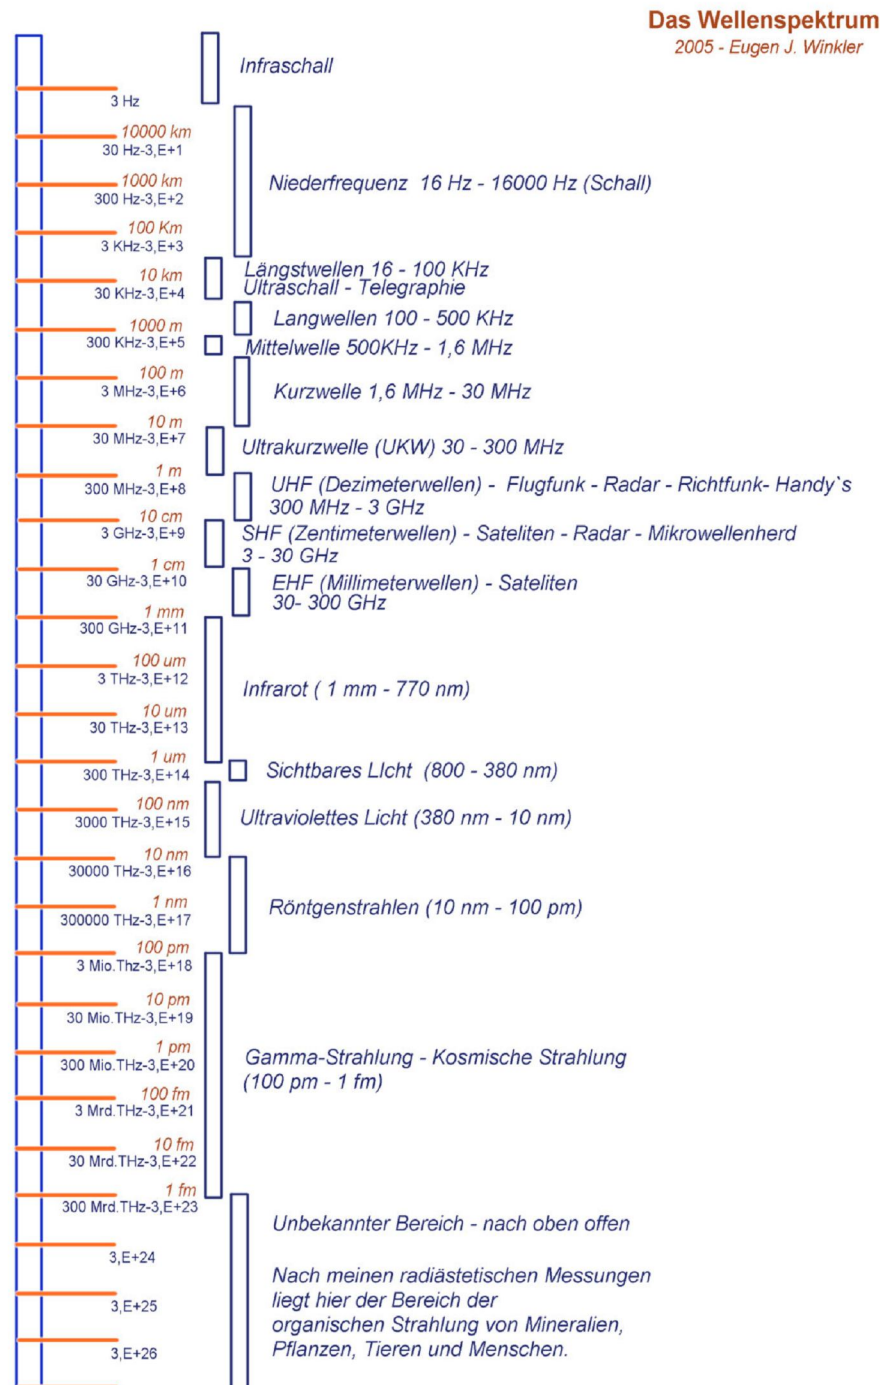 Das Wellenspektrum
2005 - Eugen J. Winkler
Infraschall
3 Hz
10000 km
30 Hz-3,E+1
1000 km
300 Hz-3,E+2
Niederfrequenz 16 Hz - 16000 Hz (Schall)
100 Km
3 KHz-3,E+3
10 km
30 KHz-3,E+4
Längstwellen 16 - 100 KHz
Ultraschall - Telegraphie
1000 m
300 KHz-3,E+5
Langwellen 100 - 500 KHz
Mittelwelle 500KHz - 1,6 MHz
100 m
3 MHz-3,E+6
Kurzwelle 1,6 MHz - 30 MHz
10 m
30 MHz-3,E+7
Ultrakurzwelle (UKW) 30 - 300 MHz
1 m
300 MHz-3,E+8
UHF (Dezimeterwellen) - Flugfunk - Radar - Richtfunk- Handy`s
300 MHz - 3 GHz
10 cm
3 GHz-3,E+9
SHF (Zentimeterwellen) - Sateliten - Radar - Mikrowellenherd
3 - 30 GHz
1 cm
30 GHz-3,E+10
EHF (Millimeterwellen) - Sateliten
30- 300 GHz
1 mm
300 GHz-3,E+11
100 um
3 THz-3,E+12
Infrarot ( 1 mm - 770 nm)
10 um
30 THz-3,E+13
1 um
300 THz-3,E+14
Sichtbares LIcht (800 - 380 nm)
100 nm
3000 THz-3,E+15
Ultraviolettes Licht (380 nm - 10 nm)
10 nm
30000 THz-3,E+16
1 nm
300000 THz-3,E+17
Röntgenstrahlen (10 nm - 100 pm)
100 pm
3 Mio.Thz-3,E+18
10 pm
30 Mio.THz-3,E+19
1 pm
300 Mio.THz-3,E+20
Gamma-Strahlung - Kosmische Strahlung
(100 pm - 1 fm)
100 fm
3 Mrd.THz-3,E+21
10 fm
30 Mrd.THz-3,E+22
1 fm
300 Mrd.THz-3,E+23
Unbekannter Bereich - nach oben offen
3,E+24
Nach meinen radiästetischen Messungen
liegt hier der Bereich der
organischen Strahlung von Mineralien,
Pflanzen, Tieren und Menschen.
3,E+25
3,E+26